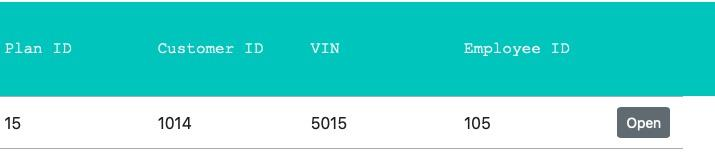 Plan ID Customer ID VIN Employee ID
15 1014 5015 105 Open